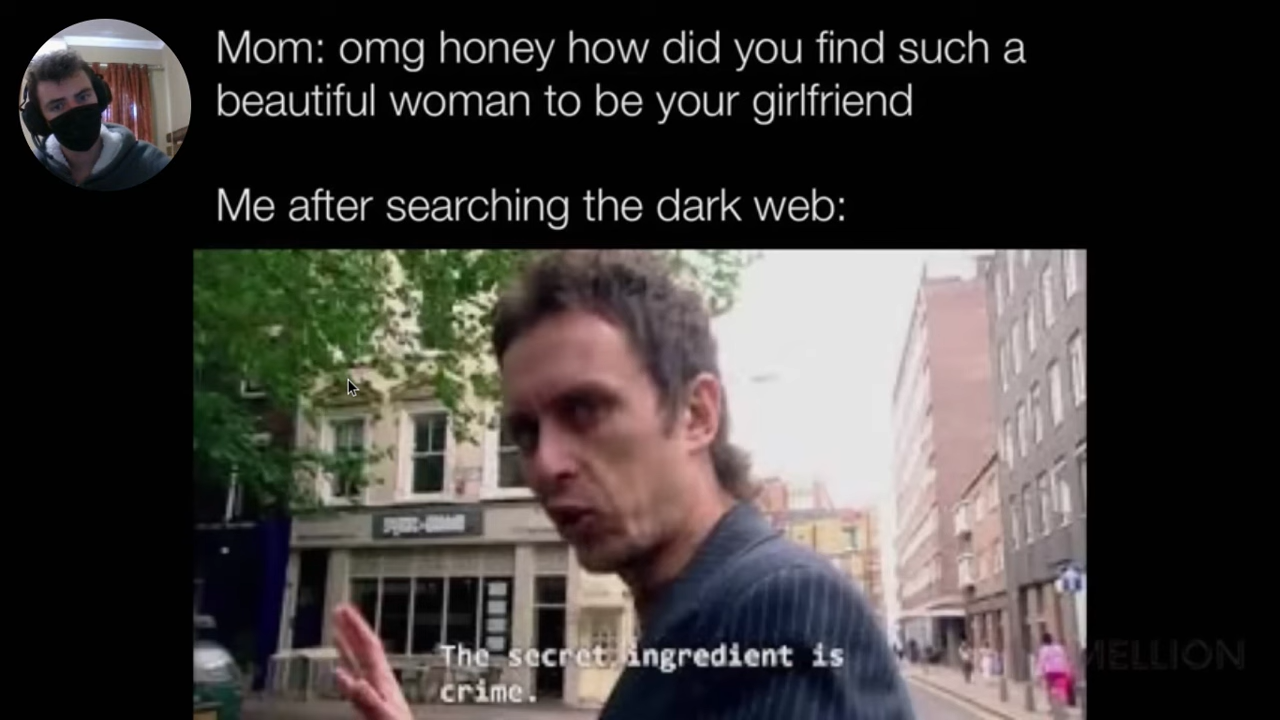 Mom: omg honey how did you find such a
beautiful woman to be your girlfriend
Me after searching the dark web:
The secret ingredient is
crime.
MELLION